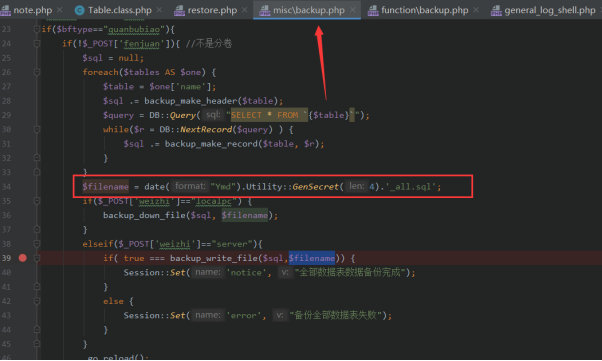 note.php × Table.class.php × restore.php × misc\backup.php × function\backup.php × general_log_shell.php
23 if($bftype=="quanbubiao"){
24 if(!$_POST['fenjuan']){ //不是分卷
25 $sql = null;
26 foreach($tables AS $one) {
27 $table = $one['name'];
28 $sql .= backup_make_header($table);
29 $query = DB::Query( sql: "SELECT * FROM `{$table}`");
30 while($r = DB::NextRecord($query) ) {
31 $sql .= backup_make_record($table, $r);
32 }
33 }
34 $filename = date( format: "Ymd").Utility::GenSecret( len: 4).'_all.sql';
35 if($_POST['weizhi']=="localpc")
36 backup_down_file($sql, $filename);
37 }
38 elseif($_POST['weizhi']=="server"){
39 if( true === backup_write_file($sql,$filename)) {
40 Session::Set( name: 'notice', v: "全部数据表数据备份完成");
41 }
42 else {
43 Session::Set( name: 'error', v: "备份全部数据表失败");
44 }
45 }
46 go_reload();